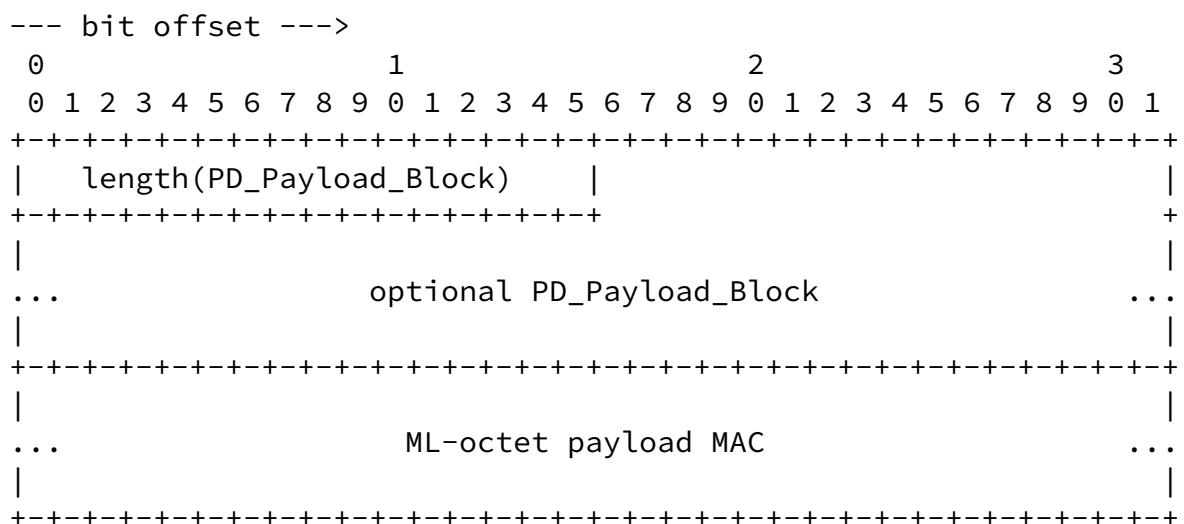 --- bit offset --->
 0                   1                   2                   3
 0 1 2 3 4 5 6 7 8 9 0 1 2 3 4 5 6 7 8 9 0 1 2 3 4 5 6 7 8 9 0 1
+-+-+-+-+-+-+-+-+-+-+-+-+-+-+-+-+-+-+-+-+-+-+-+-+-+-+-+-+-+-+-+-+
|   length(PD_Payload_Block)    |                               |
+-+-+-+-+-+-+-+-+-+-+-+-+-+-+-+-+                               +
|                                                               |
...                 optional PD_Payload_Block                 ...
|                                                               |
+-+-+-+-+-+-+-+-+-+-+-+-+-+-+-+-+-+-+-+-+-+-+-+-+-+-+-+-+-+-+-+-+
|                                                               |
...                   ML-octet payload MAC                    ...
|                                                               |
+-+-+-+-+-+-+-+-+-+-+-+-+-+-+-+-+-+-+-+-+-+-+-+-+-+-+-+-+-+-+-+-+